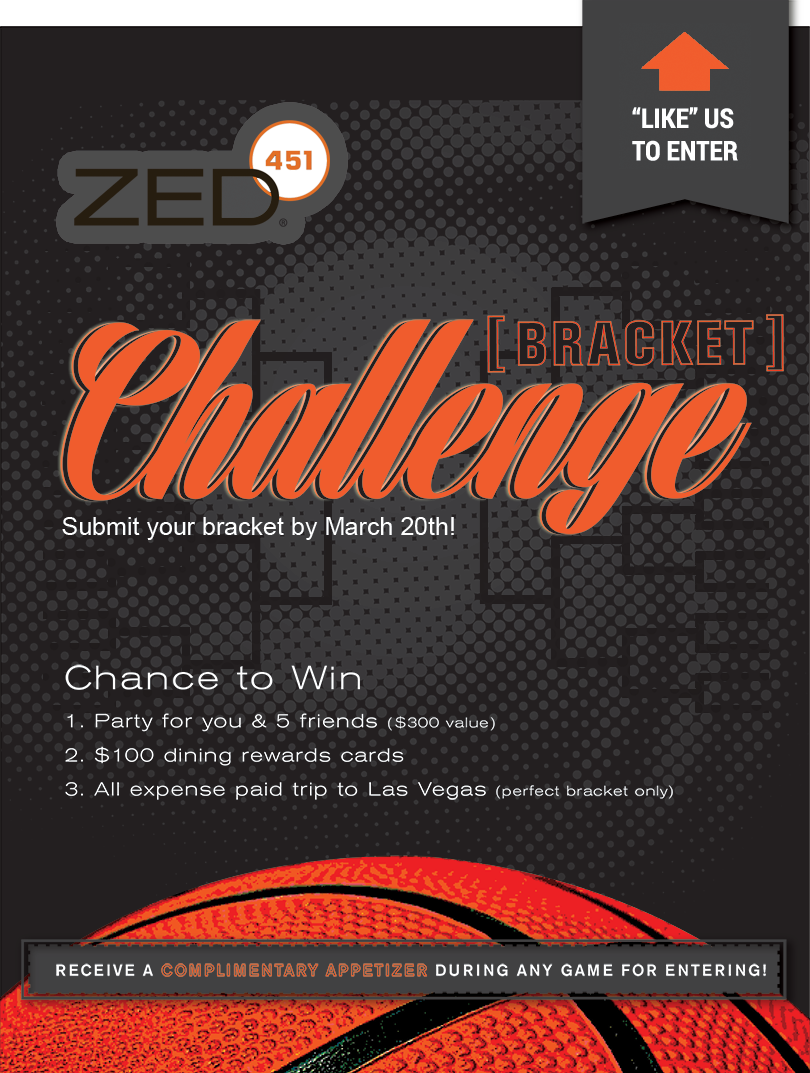 “LIKE” US
TO ENTER
451
ZED®
[BRACKET]
Challenge
Submit your bracket by March 20th!
Chance to Win
1. Party for you & 5 friends ($300 value)
2. $100 dining rewards cards
3. All expense paid trip to Las Vegas (perfect bracket only)
RECEIVE A COMPLIMENTARY APPETIZER DURING ANY GAME FOR ENTERING!